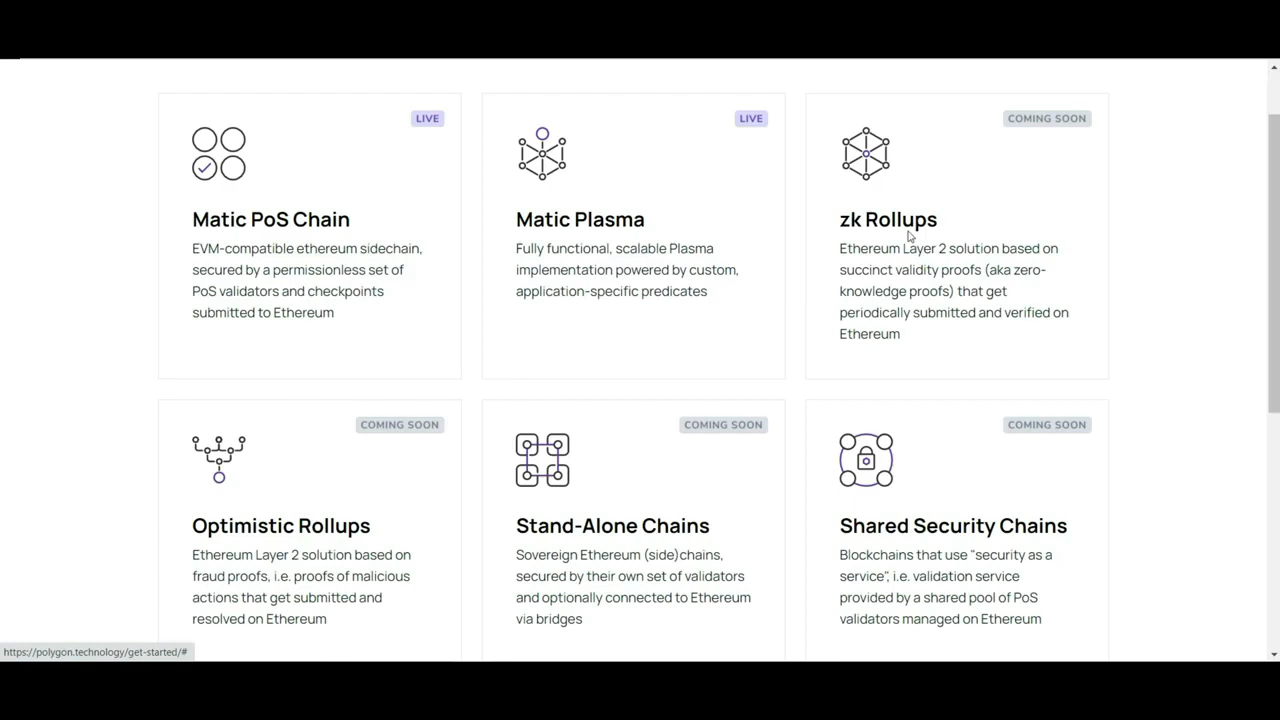 LIVE
Matic PoS Chain
EVM-compatible ethereum sidechain,
secured by a permissionless set of
PoS validators and checkpoints
submitted to Ethereum
LIVE
Matic Plasma
Fully functional, scalable Plasma
implementation powered by custom,
application-specific predicates
COMING SOON
zk Rollups
Ethereum Layer 2 solution based on
succinct validity proofs (aka zero-
knowledge proofs) that get
periodically submitted and verified on
Ethereum
COMING SOON
Optimistic Rollups
Ethereum Layer 2 solution based on
fraud proofs, i.e. proofs of malicious
actions that get submitted and
resolved on Ethereum
COMING SOON
Stand-Alone Chains
Sovereign Ethereum (side)chains,
secured by their own set of validators
and optionally connected to Ethereum
via bridges
COMING SOON
Shared Security Chains
Blockchains that use "security as a
service", i.e. validation service
provided by a shared pool of PoS
validators managed on Ethereum
https://polygon.technology/get-started/#